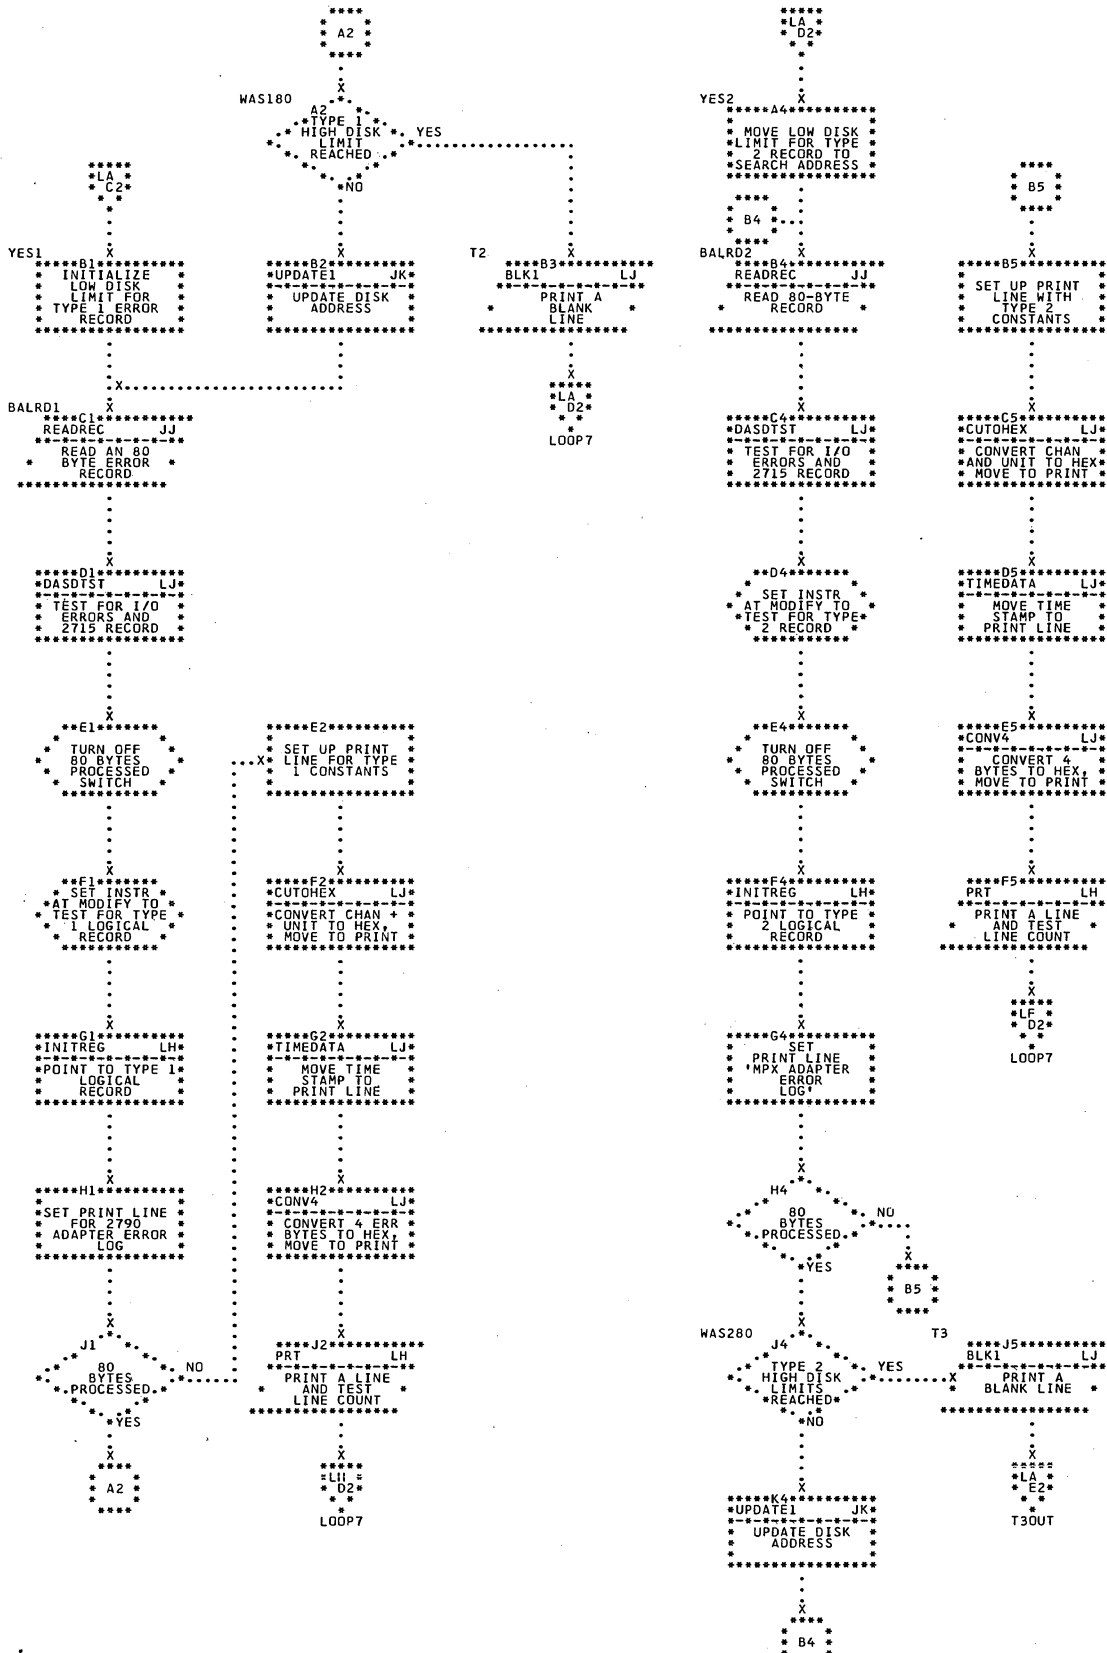 A2
LA
D2
WAS180
A2
TYPE 1
HIGH DISK
LIMIT
REACHED
YES
NO
YES2
A4
MOVE LOW DISK
LIMIT FOR TYPE
2 RECORD TO
SEARCH ADDRESS
LA
C2
B5
B4
YES1
B1
INITIALIZE
LOW DISK
LIMIT FOR
TYPE 1 ERROR
RECORD
B2
UPDATE1 JK
UPDATE DISK
ADDRESS
T2
B3
BLK1 LJ
PRINT A
BLANK
LINE
BALRD2
B4
READREC JJ
READ 80-BYTE
RECORD
B5
SET UP PRINT
LINE WITH
TYPE 2
CONSTANTS
LA
D2
LOOP7
BALRD1
C1
READREC JJ
READ AN 80
BYTE ERROR
RECORD
C4
DASDTST LJ
TEST FOR I/O
ERRORS AND
2715 RECORD
C5
CUTOHEX LJ
CONVERT CHAN
AND UNIT TO HEX
MOVE TO PRINT
D1
DASDTST LJ
TEST FOR I/O
ERRORS AND
2715 RECORD
D4
SET INSTR
AT MODIFY TO
TEST FOR TYPE
2 RECORD
D5
TIMEDATA LJ
MOVE TIME
STAMP TO
PRINT LINE
E1
TURN OFF
80 BYTES
PROCESSED
SWITCH
E2
SET UP PRINT
LINE FOR TYPE
1 CONSTANTS
E4
TURN OFF
80 BYTES
PROCESSED
SWITCH
E5
CONV4 LJ
CONVERT 4
BYTES TO HEX,
MOVE TO PRINT
F1
SET INSTR
AT MODIFY TO
TEST FOR TYPE
1 LOGICAL
RECORD
F2
CUTOHEX LJ
CONVERT CHAN +
UNIT TO HEX,
MOVE TO PRINT
F4
INITREG LH
POINT TO TYPE
2 LOGICAL
RECORD
F5
PRT LH
PRINT A LINE
AND TEST
LINE COUNT
G1
INITREG LH
POINT TO TYPE 1
LOGICAL
RECORD
G2
TIMEDATA LJ
MOVE TIME
STAMP TO
PRINT LINE
G4
SET
PRINT LINE
'MPX ADAPTER
ERROR
LOG'
LF
D2
LOOP7
H1
SET PRINT LINE
FOR 2790
ADAPTER ERROR
LOG
H2
CONV4 LJ
CONVERT 4 ERR
BYTES TO HEX,
MOVE TO PRINT
H4
80
BYTES
PROCESSED
NO
YES
B5
J1
80
BYTES
PROCESSED
NO
YES
J2
PRT LH
PRINT A LINE
AND TEST
LINE COUNT
WAS280
J4
TYPE 2
HIGH DISK
LIMITS
REACHED
YES
NO
T3
J5
BLK1 LJ
PRINT A
BLANK LINE
A2
D2
LOOP7
LA
E2
T3OUT
K4
UPDATE1 JK
UPDATE DISK
ADDRESS
B4